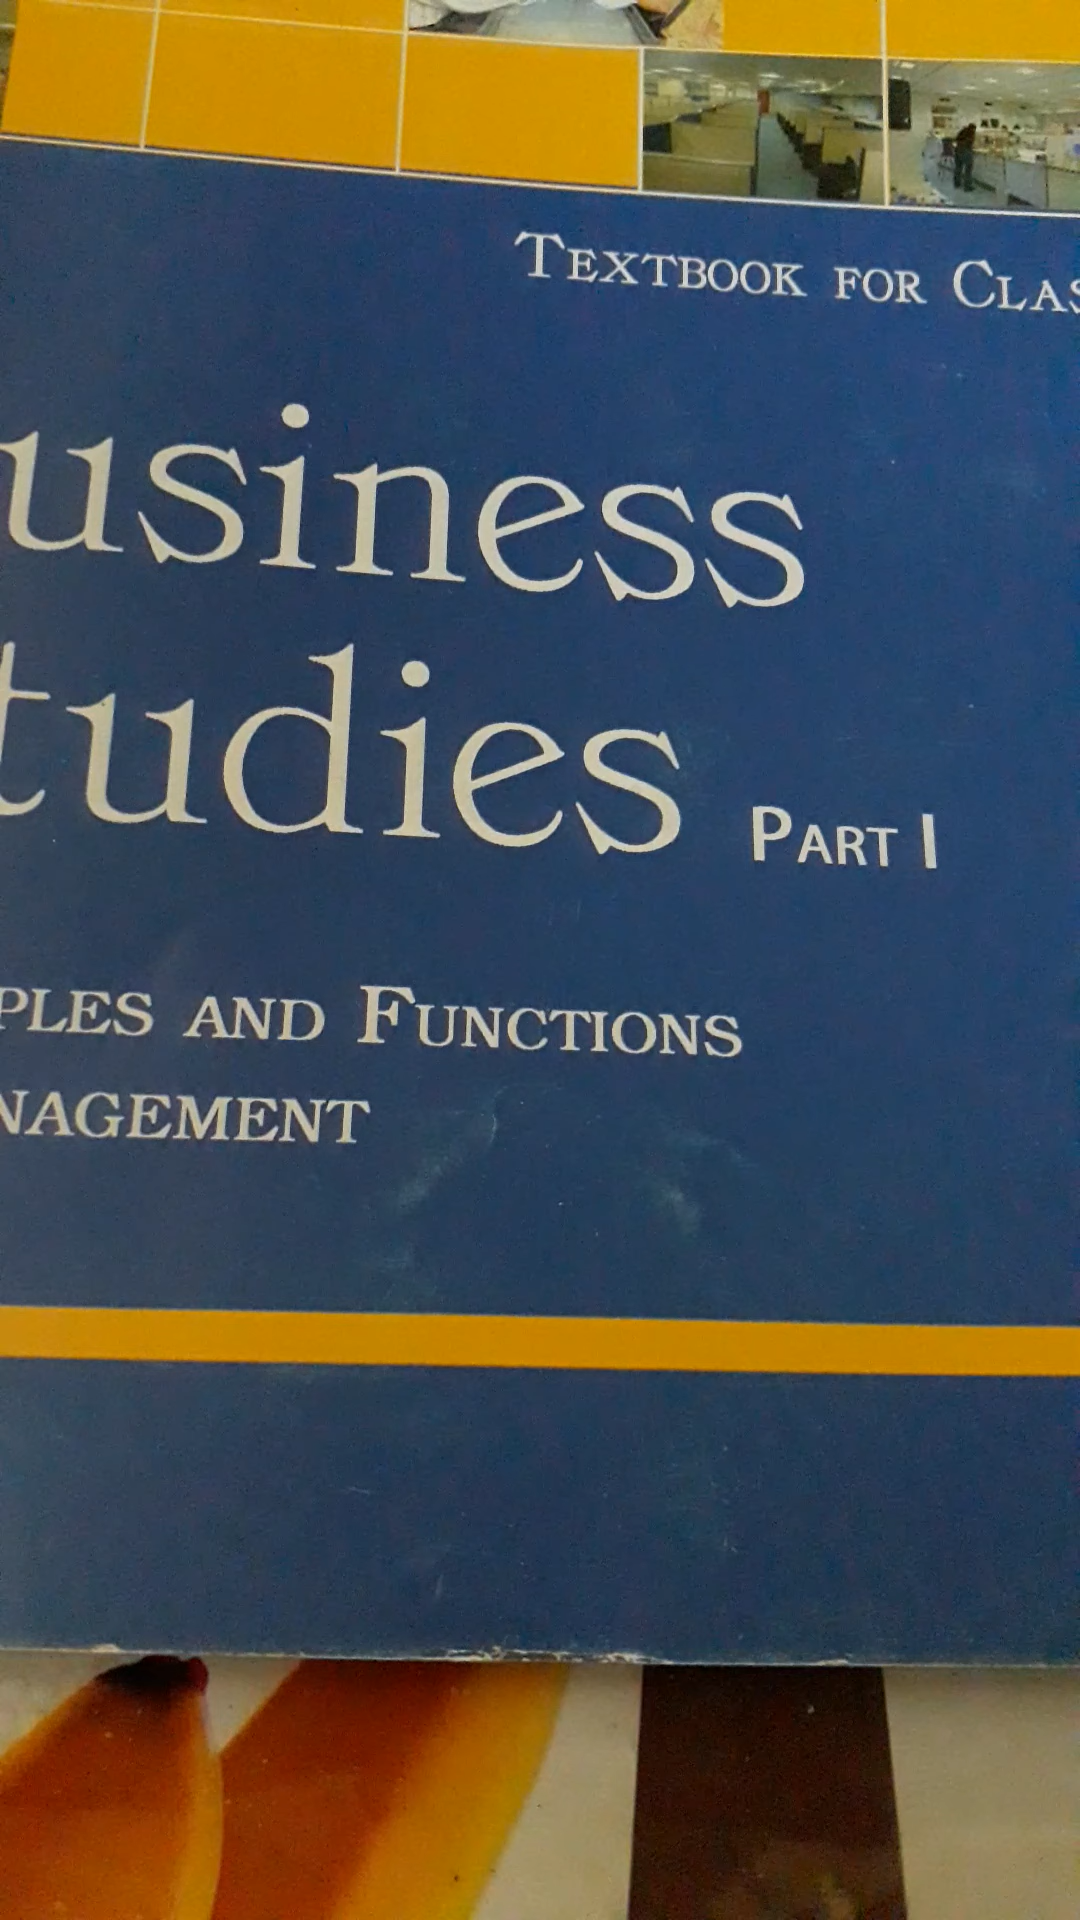 Textbook for Clas
usiness
tudies Part I
ples and Functions
nagement